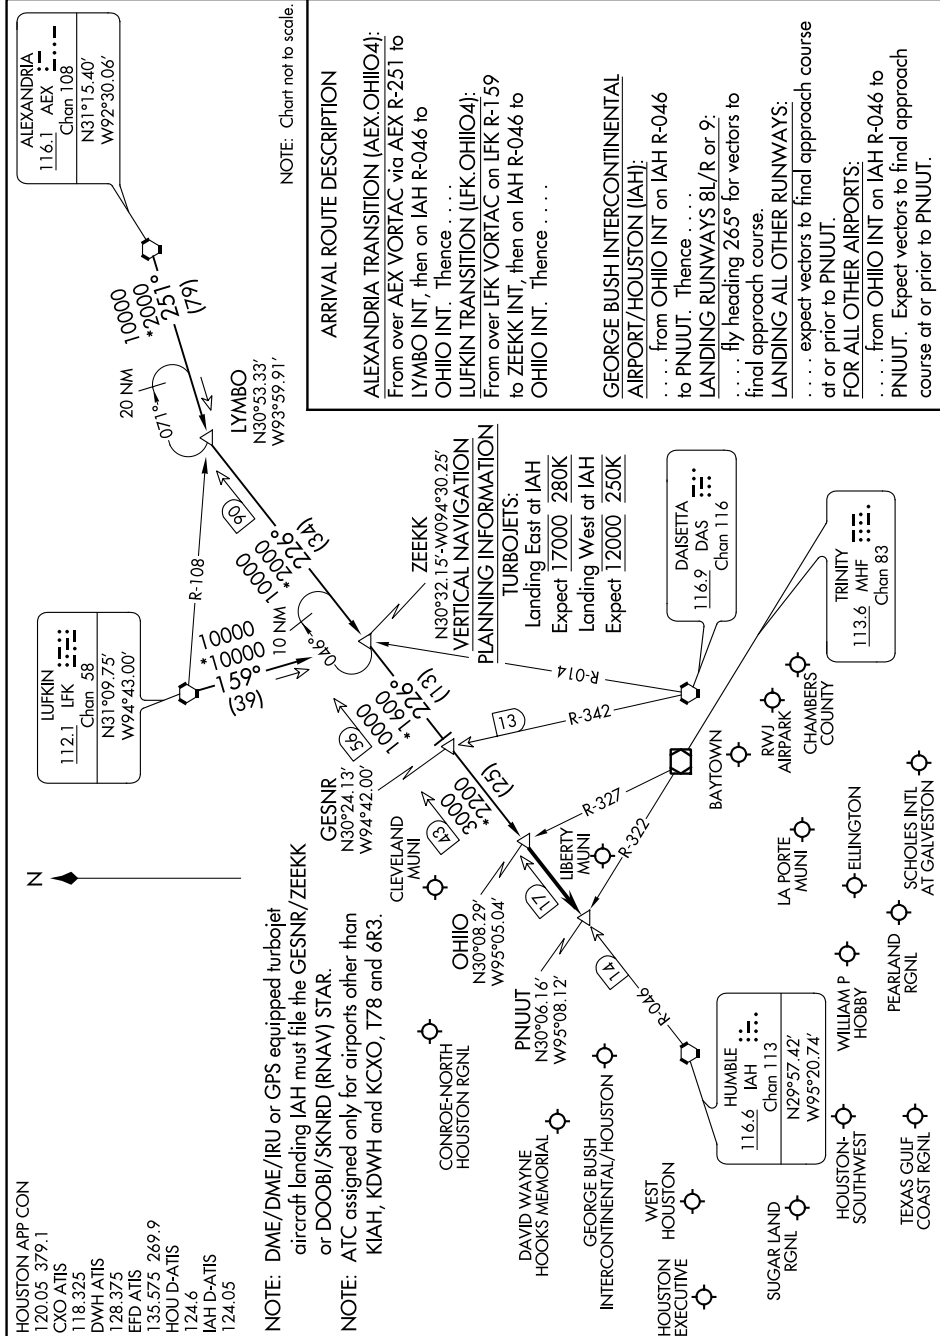 HOUSTON APP CON
120.05 379.1
CXO ATIS
118.325
DWH ATIS
128.375
EFD ATIS
135.575 269.9
HOU D-ATIS
124.6
IAH D-ATIS
124.05
N
NOTE: DME/DME/IRU or GPS equipped turbojet
aircraft landing IAH must file the GESNR/ZEEKK
or DOOBI/SKNRD (RNAV) STAR.
NOTE: ATC assigned only for airports other than
KIAH, KDWH and KCXO, T78 and 6R3.
LUFKIN
112.1 LFK
Chan 58
N31°09.75'
W94°43.00'
ALEXANDRIA
116.1 AEX
Chan 108
N31°15.40'
W92°30.06'
NOTE: Chart not to scale.
10000
*2000
251°
(79)
20 NM
071°
LYMBO
N30°53.33'
W93°59.91'
R-108
90
10000
*2000
226°
(34)
10000
*10000
159°
(39)
10 NM
046°
ZEEKK
N30°32.15'-W094°30.25'
VERTICAL NAVIGATION
PLANNING INFORMATION
TURBOJETS:
Landing East at IAH
Expect 17000 280K
Landing West at IAH
Expect 12000 250K
56
10000
*1600
226°
(13)
GESNR
N30°24.13'
W94°42.00'
13
R-342
R-014
DAISETTA
116.9 DAS
Chan 116
43
3000
*2200
(25)
OHIIO
N30°08.29'
W95°05.04'
17
R-327
R-322
TRINITY
113.6 MHF
Chan 83
PNUUT
N30°06.16'
W95°08.12'
14
R-046
HUMBLE
116.6 IAH
Chan 113
N29°57.42'
W95°20.74'
CLEVELAND
MUNI
LIBERTY
MUNI
CONROE-NORTH
HOUSTON RGNL
DAVID WAYNE
HOOKS MEMORIAL
GEORGE BUSH
INTERCONTINENTAL/HOUSTON
WEST
HOUSTON
HOUSTON
EXECUTIVE
SUGAR LAND
RGNL
HOUSTON-
SOUTHWEST
TEXAS GULF
COAST RGNL
WILLIAM P
HOBBY
PEARLAND
RGNL
ELLINGTON
LA PORTE
MUNI
SCHOLES INTL
AT GALVESTON
BAYTOWN
RWJ
AIRPARK
CHAMBERS
COUNTY
ARRIVAL ROUTE DESCRIPTION
ALEXANDRIA TRANSITION (AEX.OHIIO4):
From over AEX VORTAC via AEX R-251 to
LYMBO INT, then on IAH R-046 to
OHIIO INT. Thence . . . .
LUFKIN TRANSITION (LFK.OHIIO4):
From over LFK VORTAC on LFK R-159
to ZEEKK INT, then on IAH R-046 to
OHIIO INT. Thence . . . .
GEORGE BUSH INTERCONTINENTAL
AIRPORT/HOUSTON (IAH):
. . . . from OHIIO INT on IAH R-046
to PNUUT. Thence . . . .
LANDING RUNWAYS 8L/R or 9:
. . . . fly heading 265° for vectors to
final approach course.
LANDING ALL OTHER RUNWAYS:
. . . . expect vectors to final approach course
at or prior to PNUUT.
FOR ALL OTHER AIRPORTS:
. . . . from OHIIO INT on IAH R-046 to
PNUUT. Expect vectors to final approach
course at or prior to PNUUT.